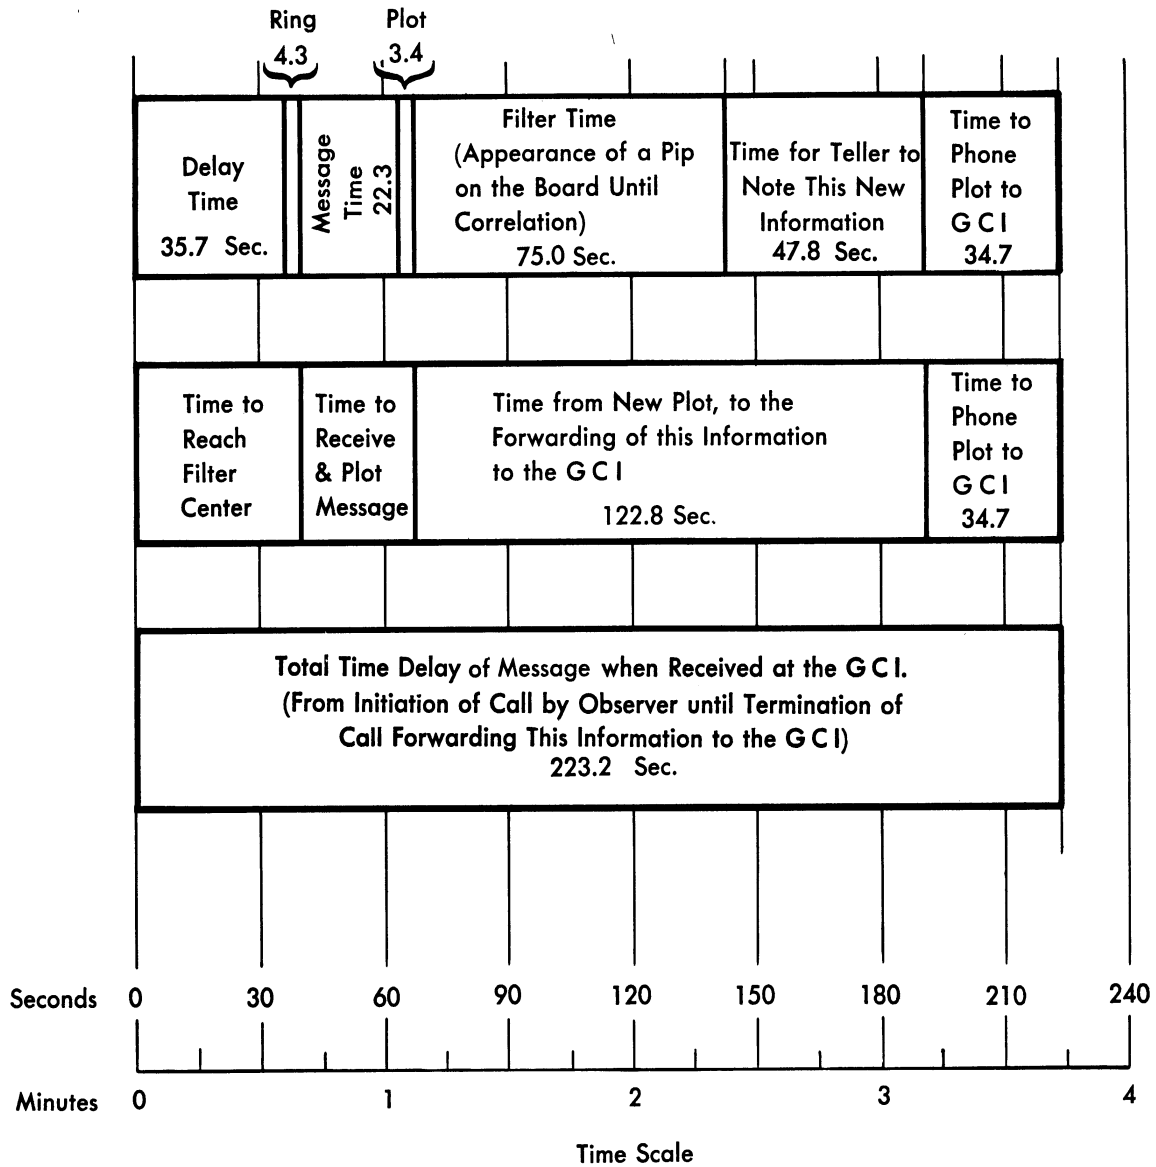 Ring
4.3
Plot
3.4
Delay
Time
35.7 Sec.
Message
Time
22.3
Filter Time
(Appearance of a Pip
on the Board Until
Correlation)
75.0 Sec.
Time for Teller to
Note This New
Information
47.8 Sec.
Time to
Phone
Plot to
G C I
34.7
Time to
Reach
Filter
Center
Time to
Receive
& Plot
Message
Time from New Plot, to the
Forwarding of this Information
to the G C I
122.8 Sec.
Time to
Phone
Plot to
G C I
34.7
Total Time Delay of Message when Received at the G C I.
(From Initiation of Call by Observer until Termination of
Call Forwarding This Information to the G C I)
223.2 Sec.
Seconds 0 30 60 90 120 150 180 210 240
Minutes 0 1 2 3 4
Time Scale